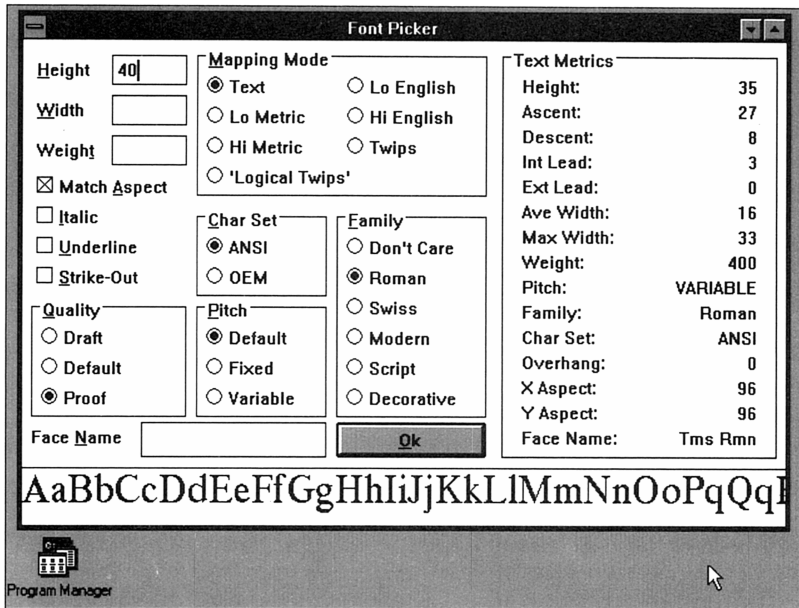 Font Picker
Height 40
Width
Weight
Match Aspect
Italic
Underline
Strike-Out
Mapping Mode
Text Lo English
Lo Metric Hi English
Hi Metric Twips
'Logical Twips'
Char Set
ANSI
OEM
Family
Don't Care
Roman
Swiss
Modern
Script
Decorative
Quality
Draft
Default
Proof
Pitch
Default
Fixed
Variable
Face Name
Ok
Text Metrics
Height: 35
Ascent: 27
Descent: 8
Int Lead: 3
Ext Lead: 0
Ave Width: 16
Max Width: 33
Weight: 400
Pitch: VARIABLE
Family: Roman
Char Set: ANSI
Overhang: 0
X Aspect: 96
Y Aspect: 96
Face Name: Tms Rmn
AaBbCcDdEeFfGgHhIiJjKkLlMmNnOoPqQq
C:\
Program Manager